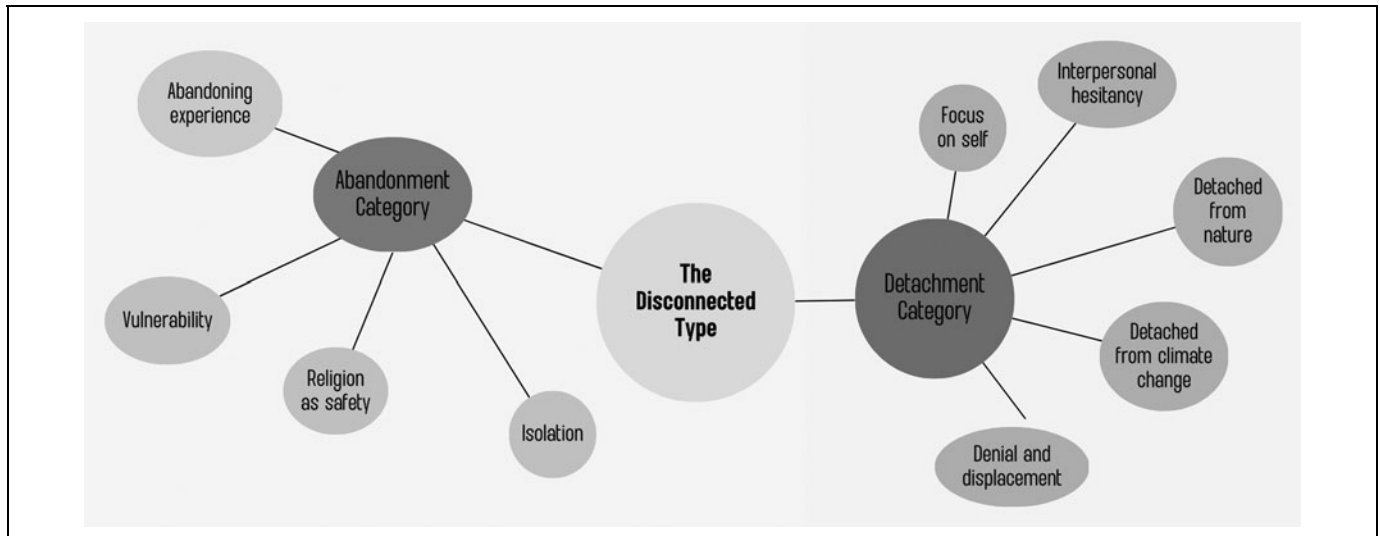 Abandoning
experience
Abandonment
Category
Vulnerability
Religion
as safety
Isolation
The
Disconnected
Type
Focus
on self
Interpersonal
hesitancy
Detached
from
nature
Detachment
Category
Detached
from climate
change
Denial and
displacement